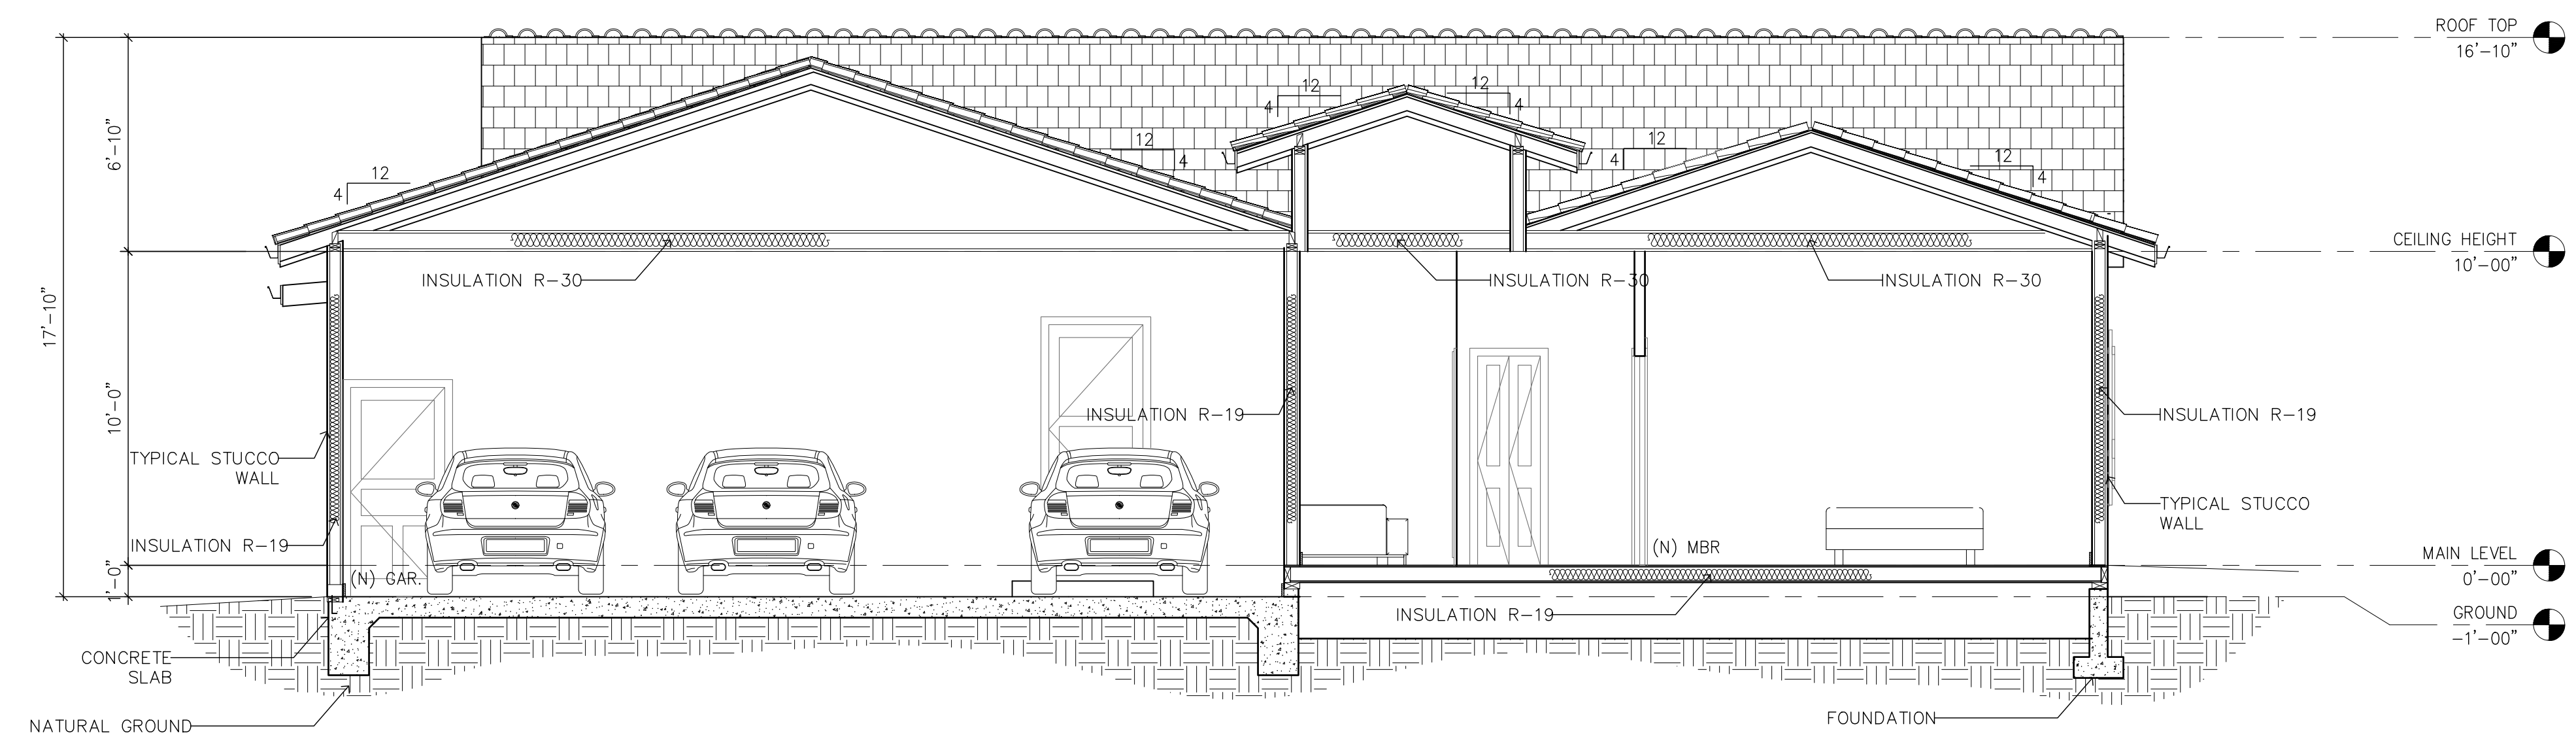 ROOF TOP
16'-10"
12
4
12
4
12
4
12
4
12
4
12
4
6'-10"
17'-10"
10'-0"
1'-0"
CEILING HEIGHT
10'-00"
INSULATION R-30
INSULATION R-30
INSULATION R-30
INSULATION R-19
INSULATION R-19
TYPICAL STUCCO
WALL
TYPICAL STUCCO
WALL
INSULATION R-19
(N) MBR
MAIN LEVEL
0'-00"
(N) GAR.
INSULATION R-19
GROUND
-1'-00"
CONCRETE
SLAB
NATURAL GROUND
FOUNDATION